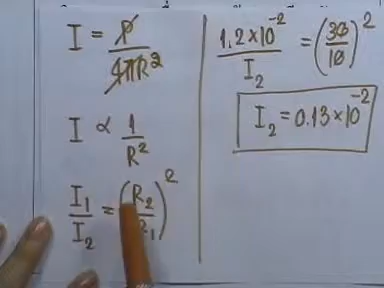 I = P / 4πR²
I ∝ 1 / R²
I₁ / I₂ = (R₂ / R₁)²
1.2×10⁻² / I₂ = (30 / 10)²
I₂ = 0.13×10⁻²